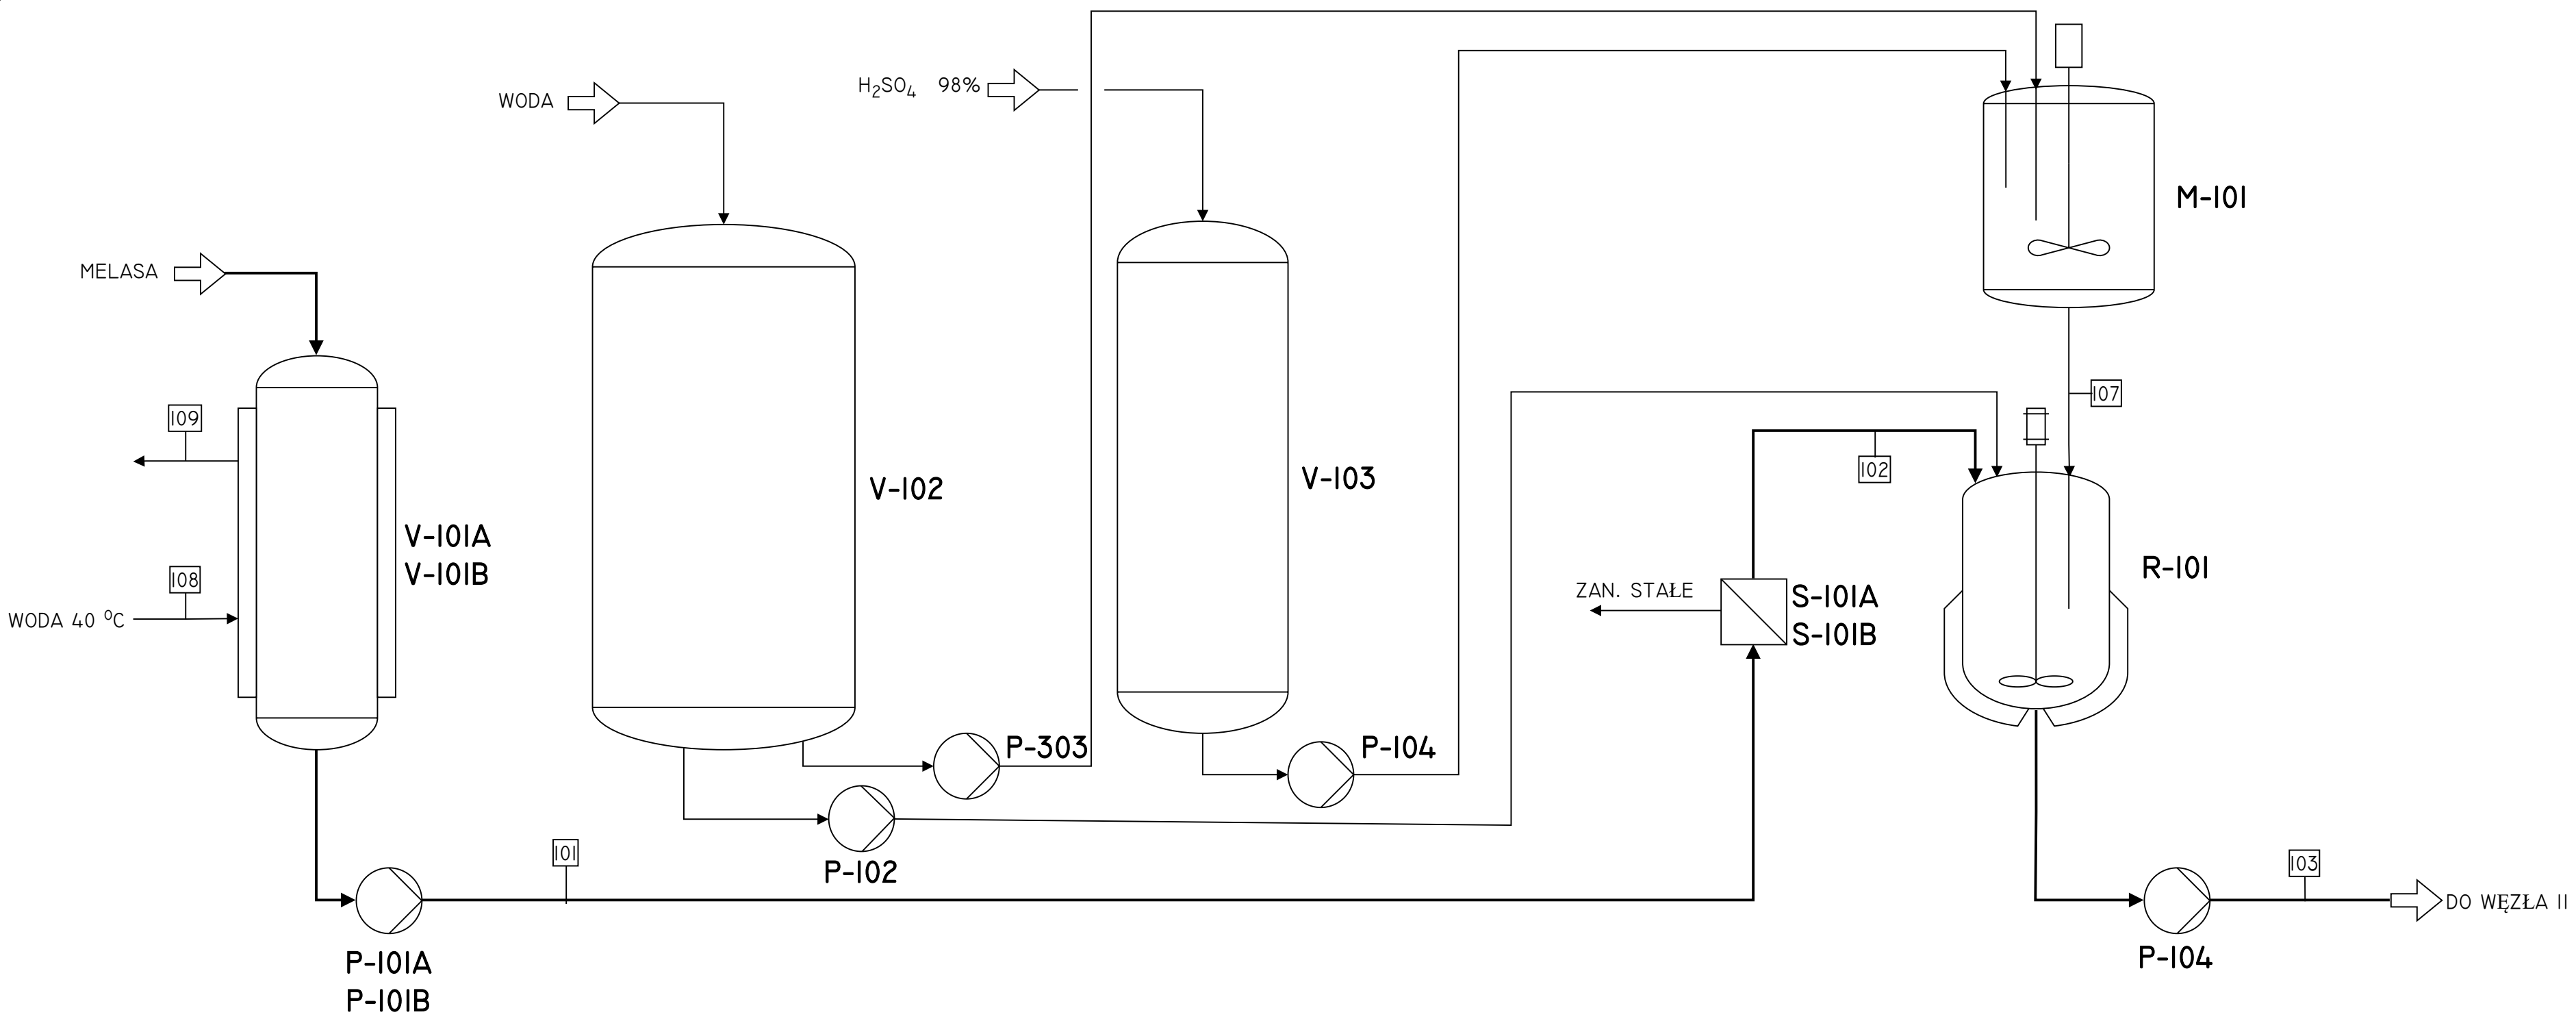 WODA
H₂SO₄ 98%
M-101
MELASA
109
107
102
V-102
V-103
V-101A
V-101B
108
WODA 40 ⁰C
ZAN. STAŁE
S-101A
S-101B
R-101
P-303
P-104
101
P-102
103
DO WĘZŁA II
P-101A
P-101B
P-104